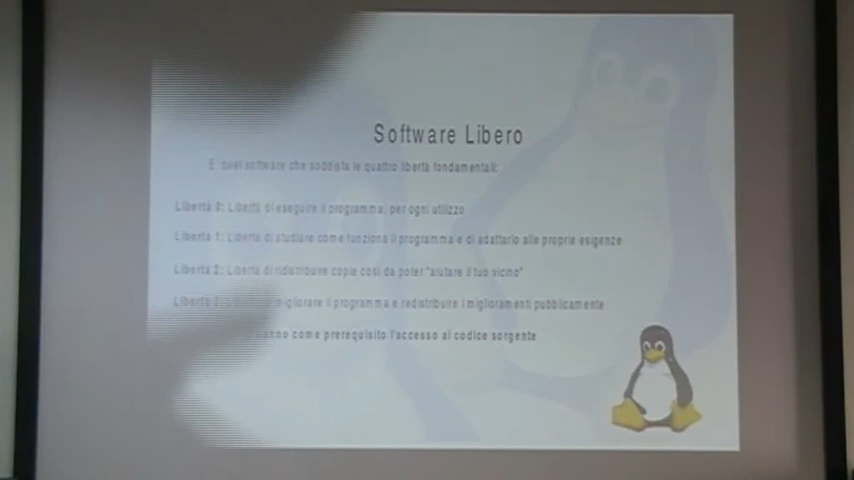 Software Libero
E' quel software che soddisfa le quattro libertà fondamentali:
Libertà 0: Libertà di eseguire il programma, per ogni utilizzo
Libertà 1: Libertà di studiare come funziona il programma e di adattarlo alle proprie esigenze
Libertà 2: Libertà di ridistribuire copie così da poter "aiutare il tuo vicino"
Libertà migliorare il programma e redistribuire i miglioramenti pubblicamente
come prerequisito l'accesso al codice sorgente